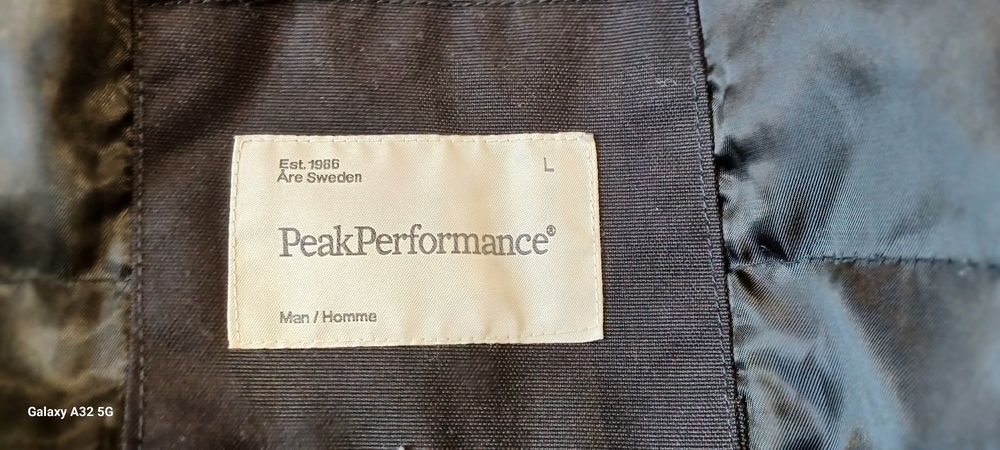 Est. 1986
L
Åre Sweden
PeakPerformance®
Man / Homme
Galaxy A32 5G